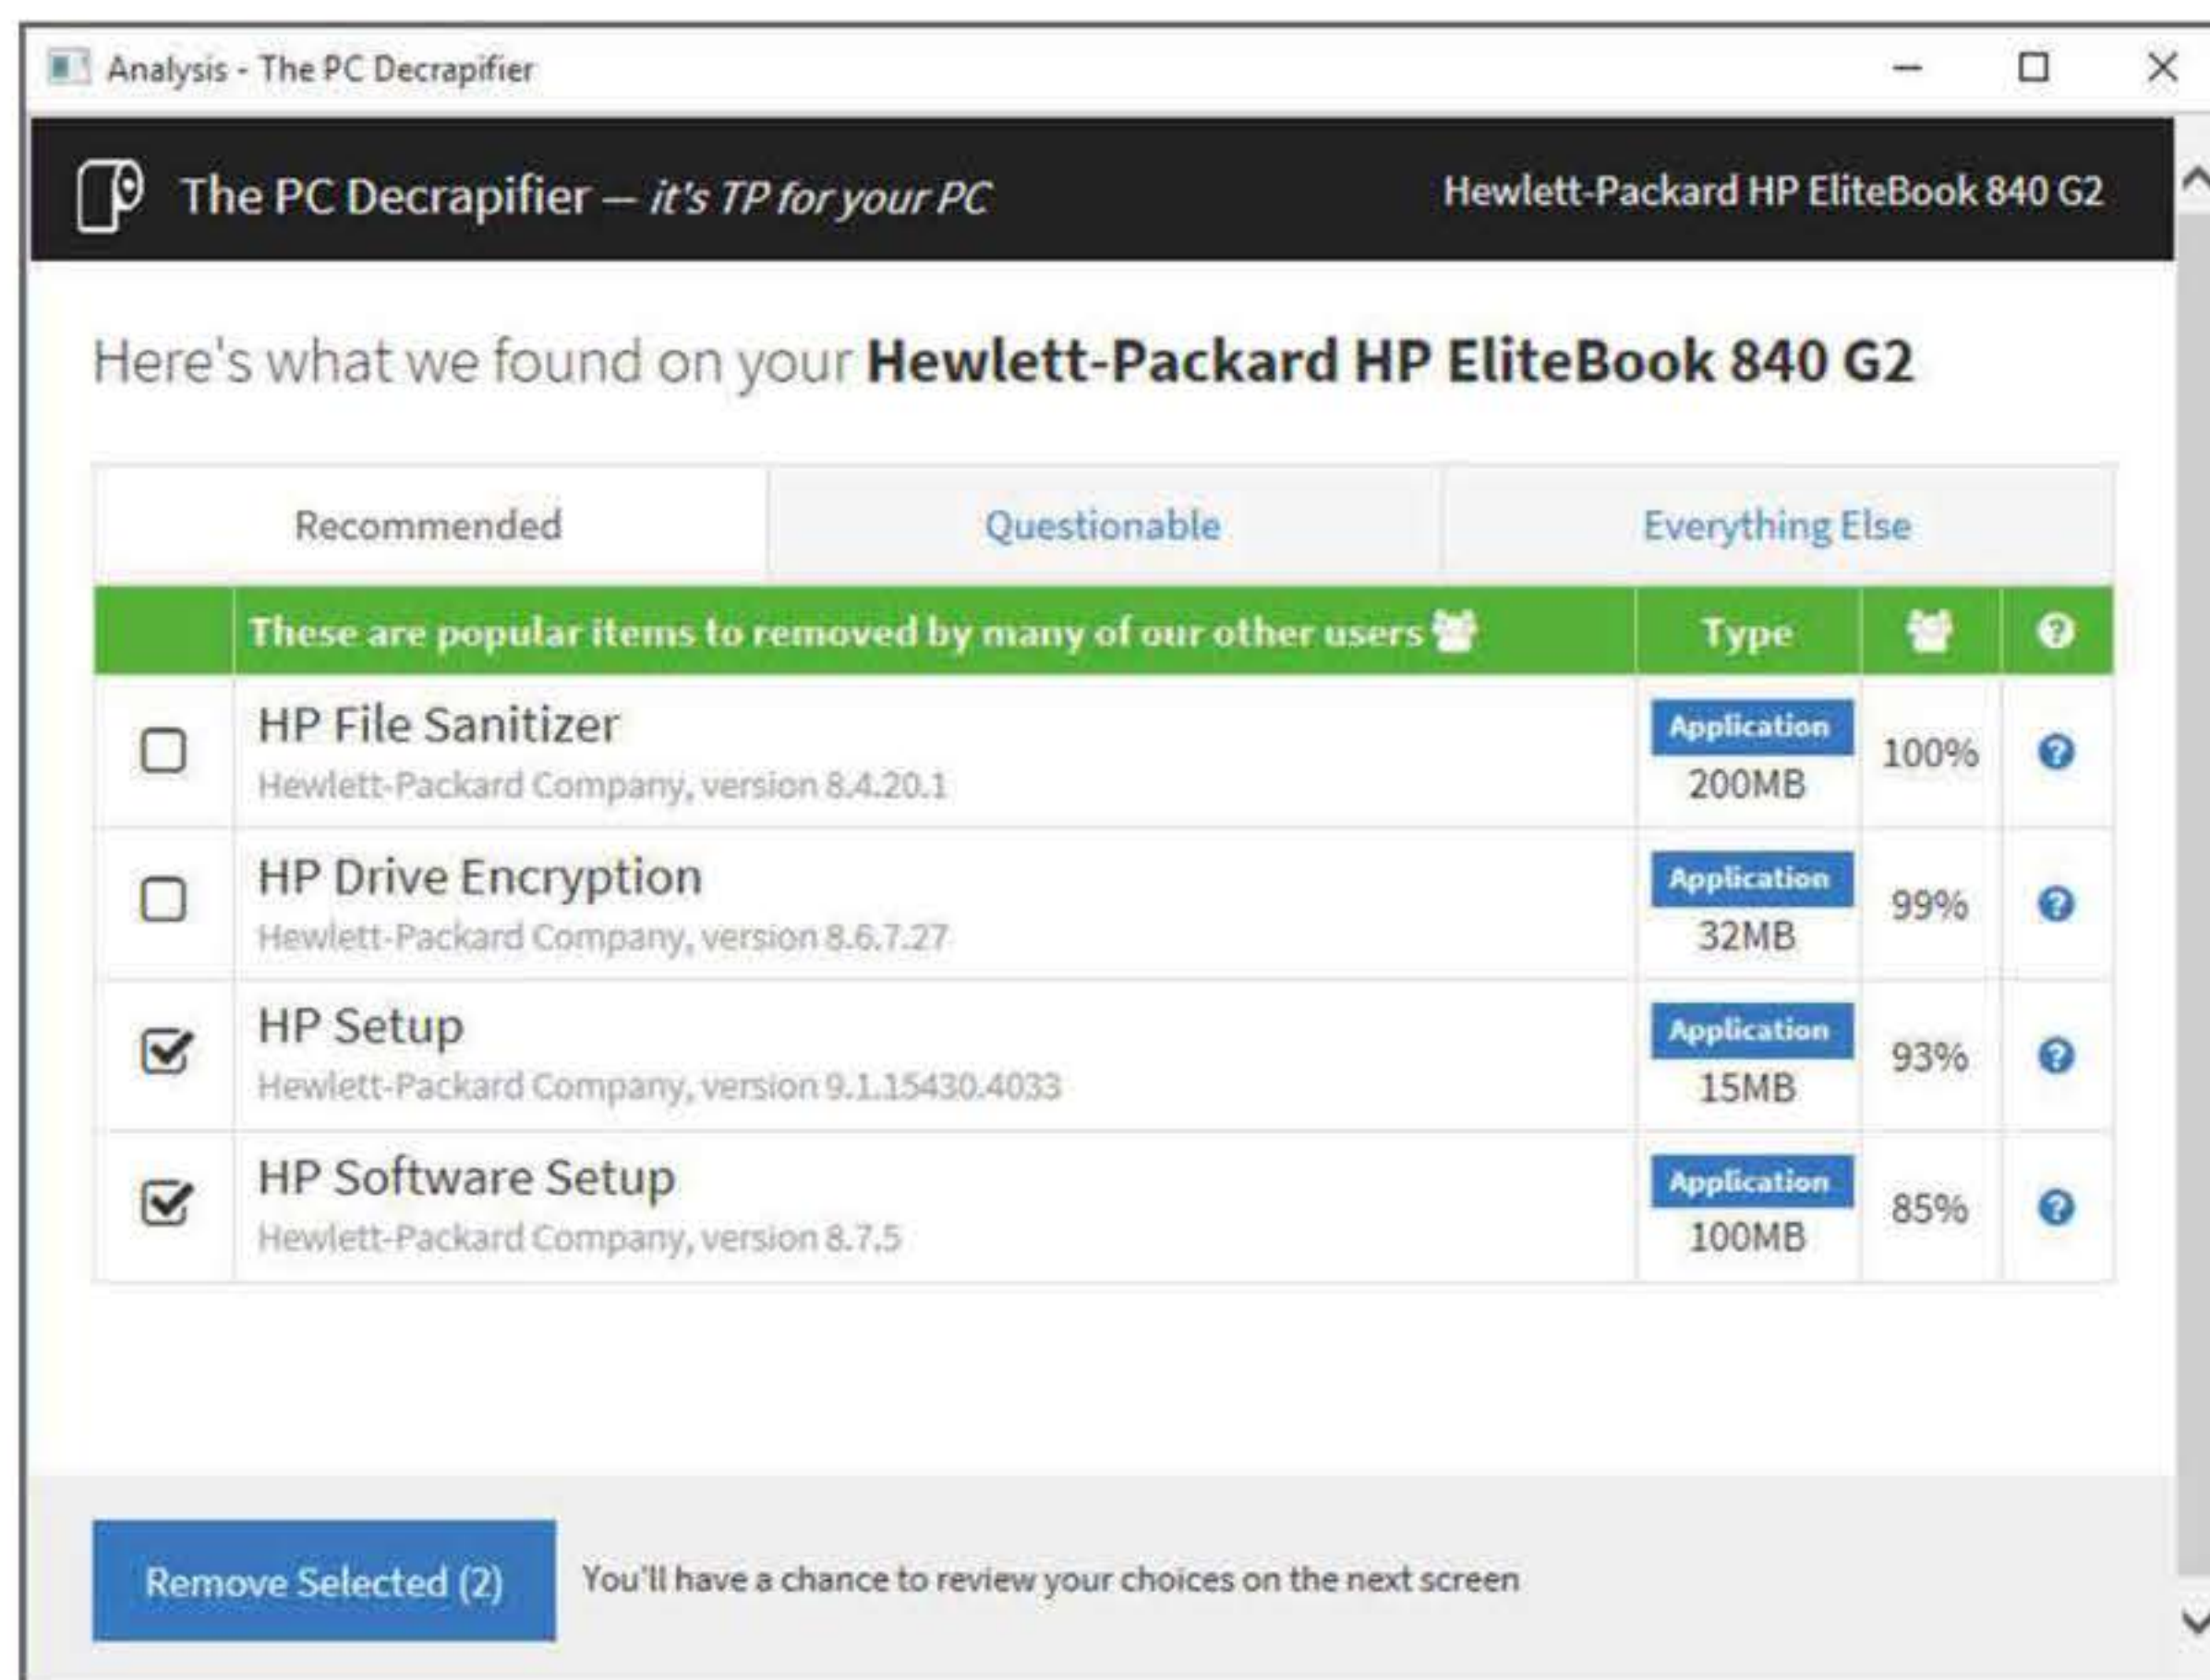 Analysis - The PC Decrapifier
The PC Decrapifier — it's TP for your PC
Hewlett-Packard HP EliteBook 840 G2
Here's what we found on your Hewlett-Packard HP EliteBook 840 G2
Recommended
Questionable
Everything Else
These are popular items to removed by many of our other users
Type
HP File Sanitizer
Hewlett-Packard Company, version 8.4.20.1
Application
200MB
100%
HP Drive Encryption
Hewlett-Packard Company, version 8.6.7.27
Application
32MB
99%
HP Setup
Hewlett-Packard Company, version 9.1.15430.4033
Application
15MB
93%
HP Software Setup
Hewlett-Packard Company, version 8.7.5
Application
100MB
85%
Remove Selected (2)
You'll have a chance to review your choices on the next screen